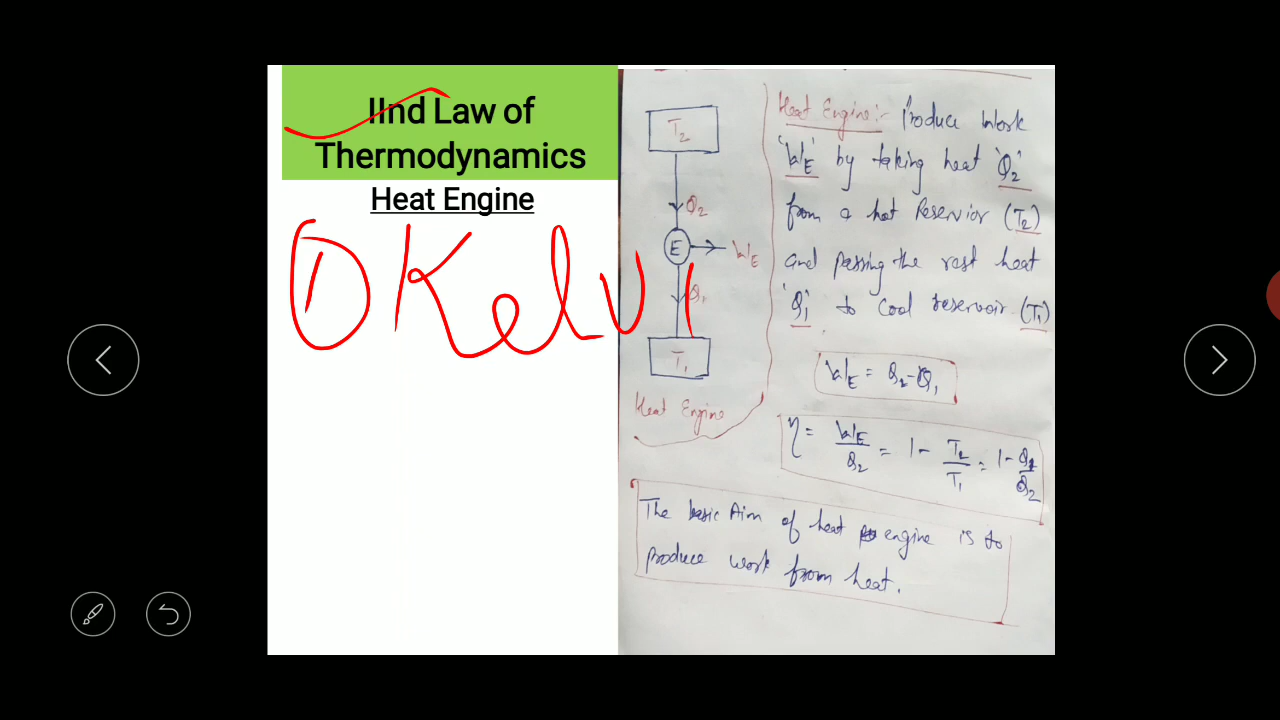 IInd Law of
Thermodynamics
Heat Engine
① Kelvi
T2
Q2
E
WE
Q1
T1
Heat Engine
Heat Engine:- Produce Work
'WE' by taking heat 'Q2'
from a hot Reservior (T2)
and passing the rest heat
'Q1' to cool reservoir (T1)
WE = Q2-Q1
η = WE/Q2 = 1 - T2/T1 = 1 - Q1/Q2
The basic Aim of heat engine is to
produce work from heat.